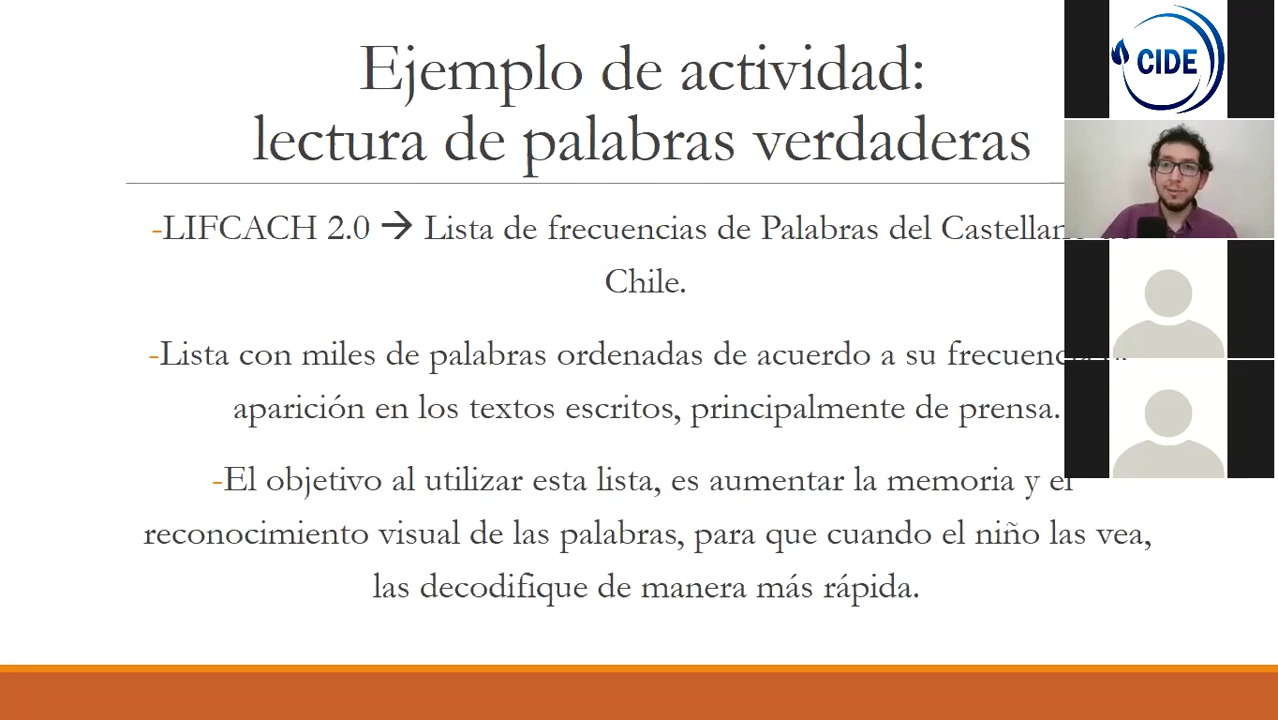 Ejemplo de actividad:
lectura de palabras verdaderas
-LIFCACH 2.0 → Lista de frecuencias de Palabras del
Chile.
-Lista con miles de palabras ordenadas de acuerdo a su
aparición en los textos escritos, principalmente de prensa.
-El objetivo al utilizar esta lista, es aumentar la memoria y el
reconocimiento visual de las palabras, para que cuando el niño las vea,
las decodifique de manera más rápida.
CIDE